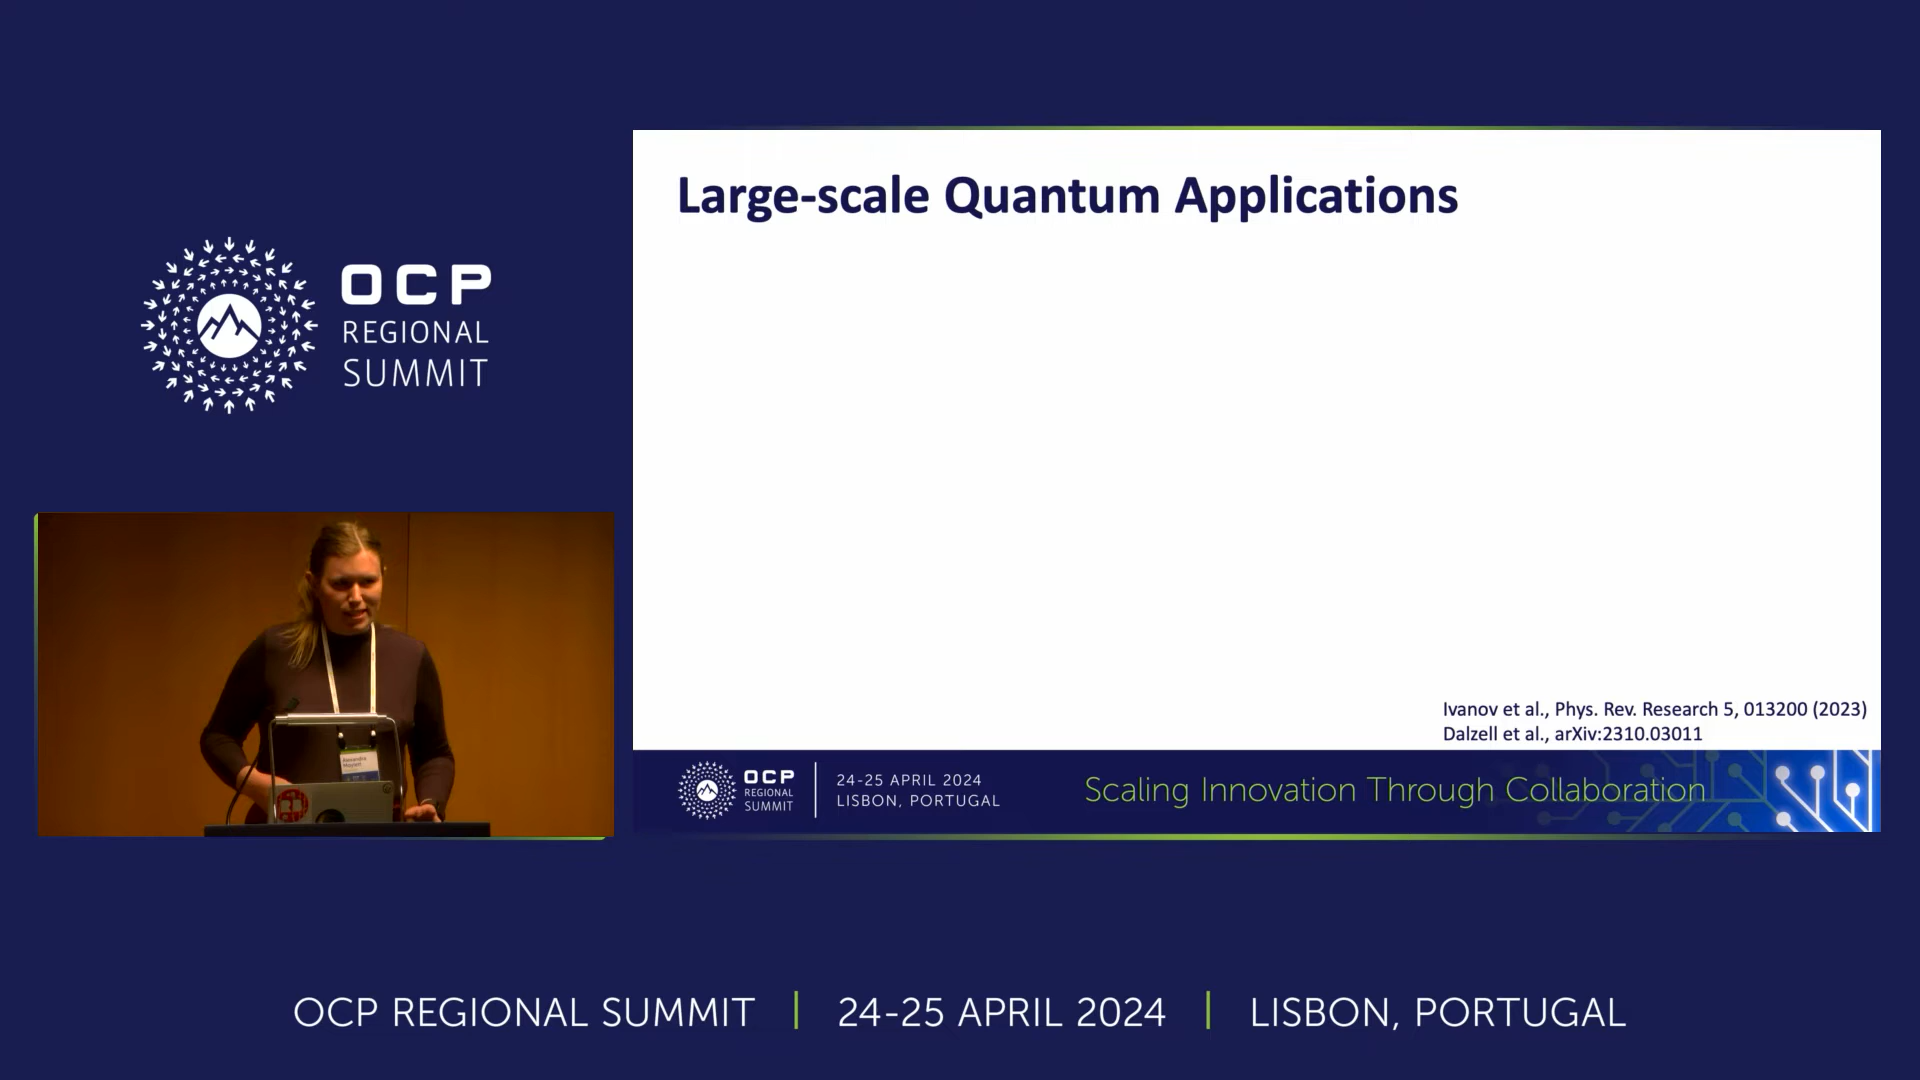 OCP
REGIONAL
SUMMIT
Large-scale Quantum Applications
Ivanov et al., Phys. Rev. Research 5, 013200 (2023)
Dalzell et al., arXiv:2310.03011
OCP
REGIONAL
SUMMIT
24-25 APRIL 2024
LISBON, PORTUGAL
Scaling Innovation Through Collaboration
OCP REGIONAL SUMMIT | 24-25 APRIL 2024 | LISBON, PORTUGAL